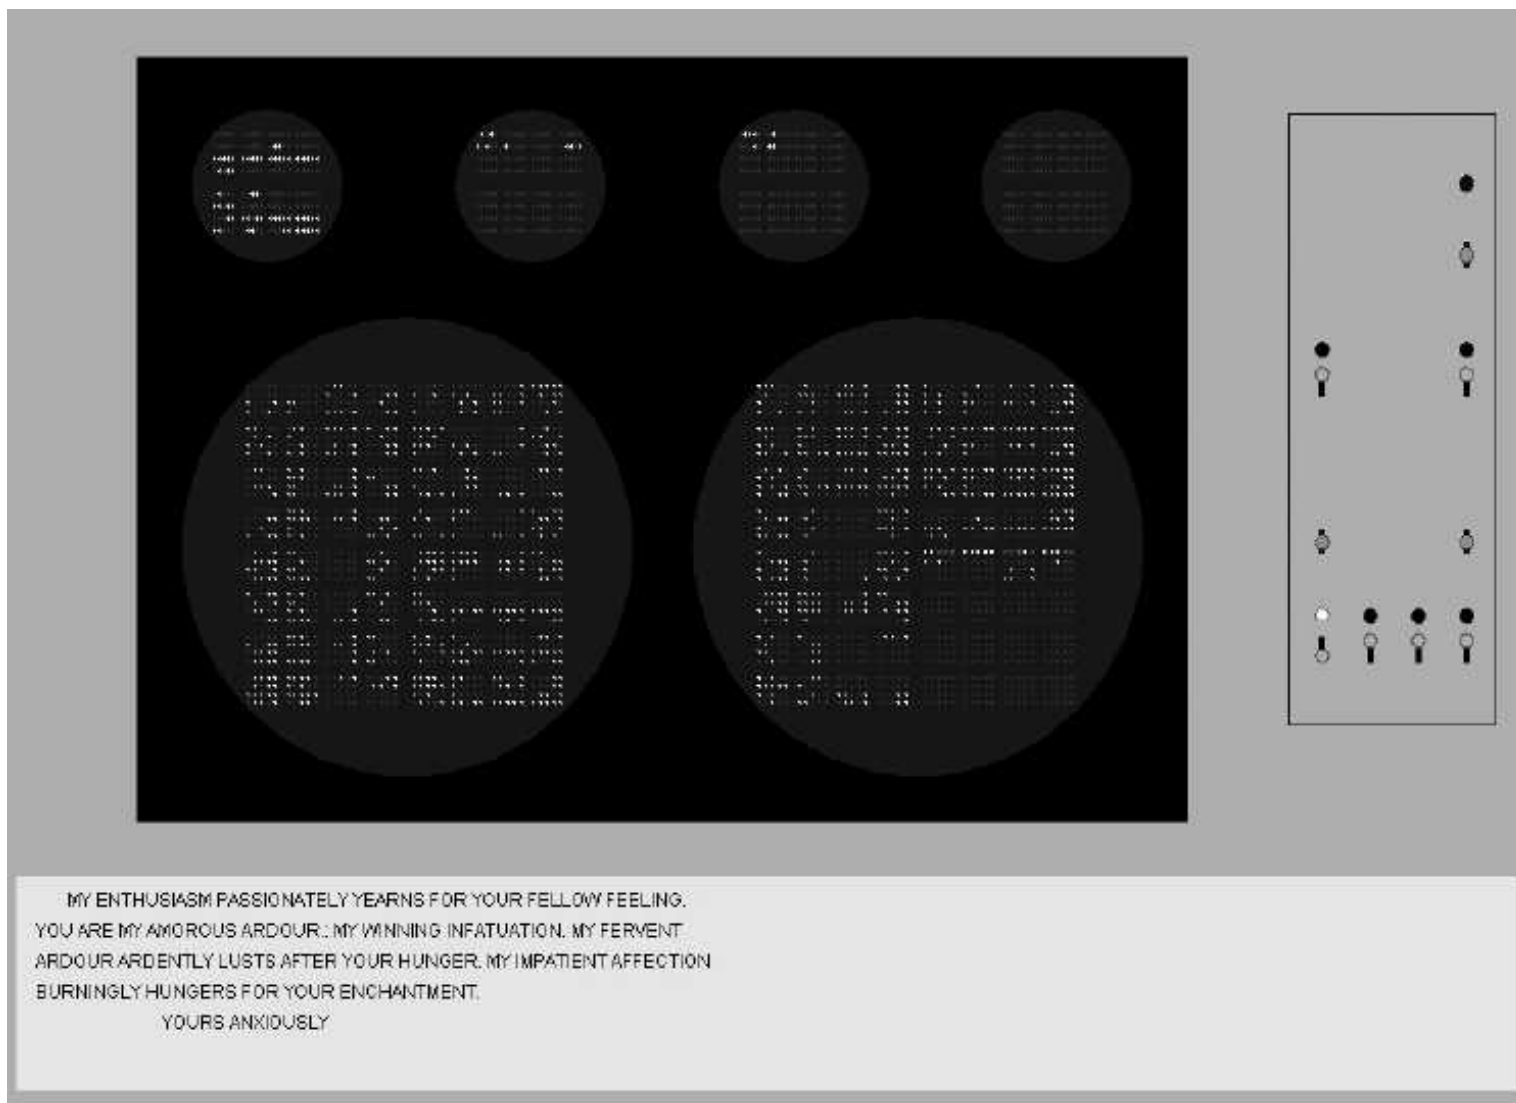 MY ENTHUSIASM PASSIONATELY YEARNS FOR YOUR FELLOW FEELING.
YOU ARE MY AMOROUS ARDOUR.: MY WINNING INFATUATION. MY FERVENT
ARDOUR ARDENTLY LUSTS AFTER YOUR HUNGER. MY IMPATIENT AFFECTION
BURNINGLY HUNGERS FOR YOUR ENCHANTMENT.
YOURS ANXIOUSLY